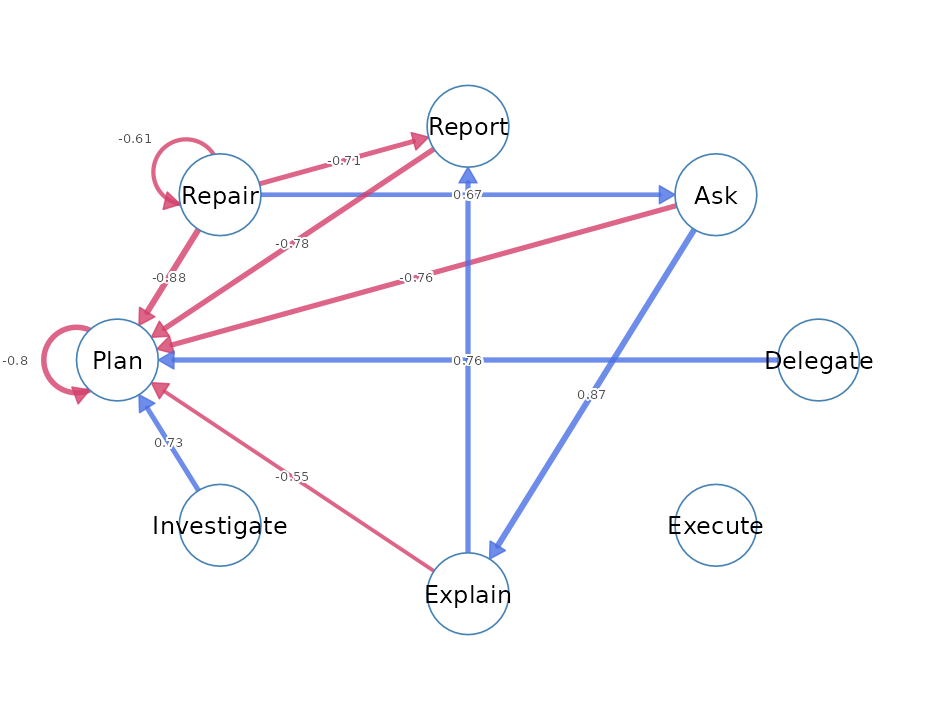 Report
-0.61
-0.71
Repair
0.67
Ask
-0.78
-0.88
-0.76
Plan
-0.8
0.76
Delegate
0.87
0.73
-0.55
Investigate
Execute
Explain